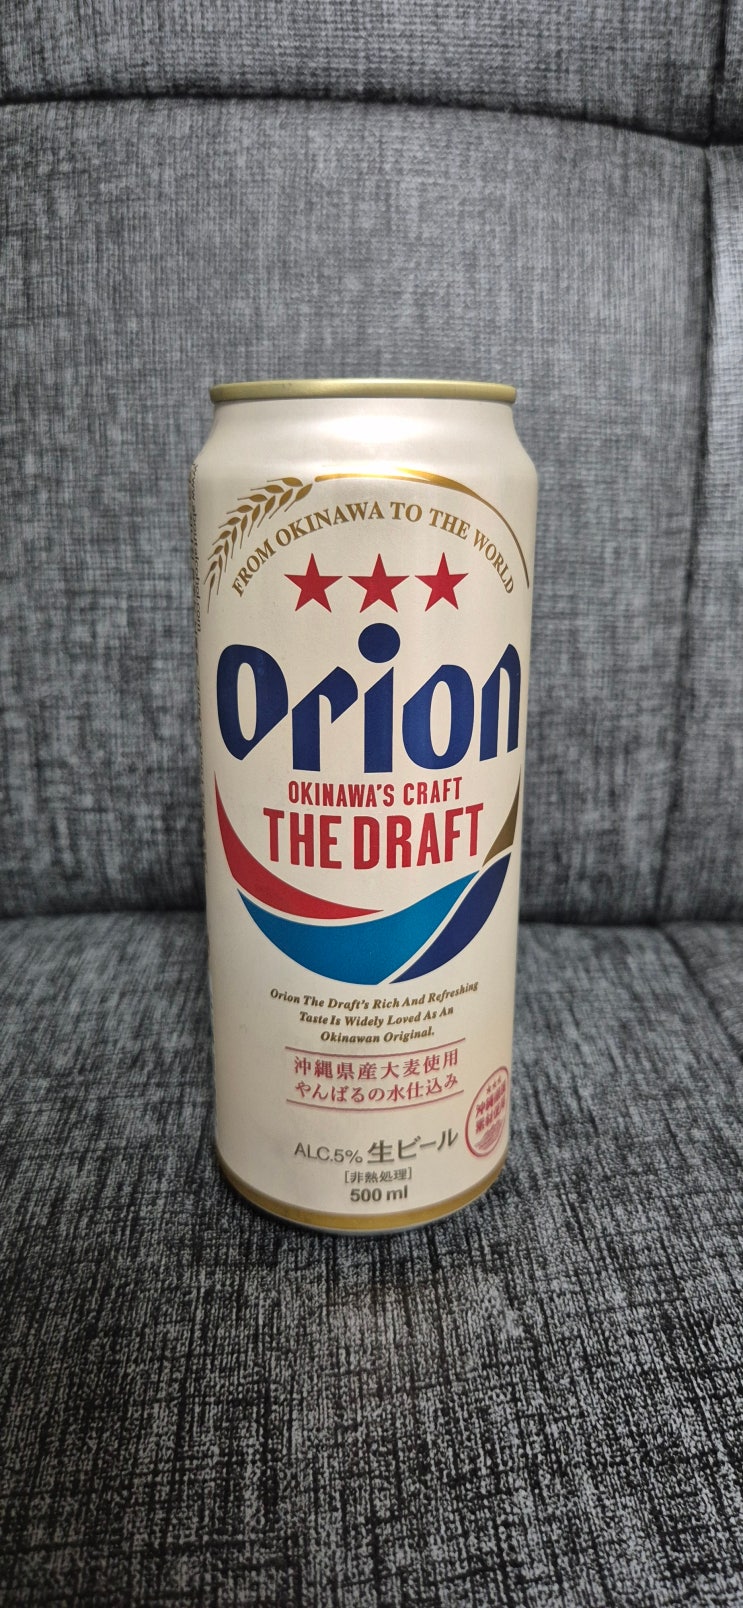 FROM OKINAWA TO THE WORLD
Orion
OKINAWA'S CRAFT
THE DRAFT
Orion The Draft's Rich And Refreshing
Taste Is Widely Loved As An
Okinawan Original.
沖縄県産大麦使用
やんばるの水仕込み
ALC.5% 生ビール
[非熱処理]
500 ml